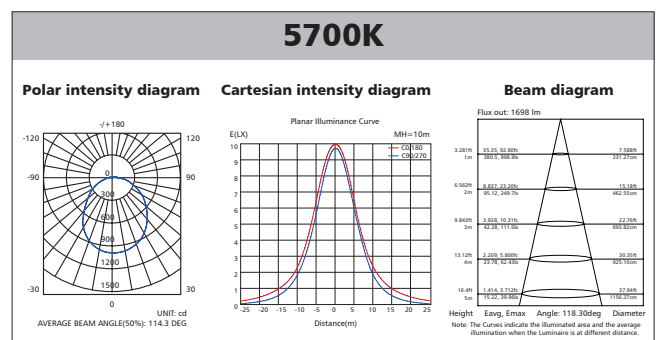 5700K
Polar intensity diagram
Cartesian intensity diagram
Beam diagram
-/+180
-120
120
-90
90
-30
30
0
0
300
600
900
1200
1500
UNIT: cd
AVERAGE BEAM ANGLE(50%): 114.3 DEG
Planar Illuminance Curve
E(LX)
MH=10m
C0/180
C90/270
10
9
8
7
6
5
4
3
2
1
0
-25 -20 -15 -10 -5 0 5 10 15 20 25
Distance(m)
Flux out: 1698 lm
3.281ft 35.35, 92.80fc 7.588ft
1m 380.5, 998.9lx 231.27cm
6.562ft 8.837, 23.20fc 15.18ft
2m 95.12, 249.7lx 462.55cm
9.843ft 3.928, 10.31fc 22.76ft
3m 42.28, 111.0lx 693.82cm
13.12ft 2.209, 5.800fc 30.35ft
4m 23.78, 62.43lx 925.10cm
16.4ft 1.414, 3.712fc 37.94ft
5m 15.22, 39.96lx 1156.37cm
Height Eavg, Emax Angle: 118.30deg Diameter
Note: The Curves indicate the illuminated area and the average
illumination when the Luminaire is at different distance.